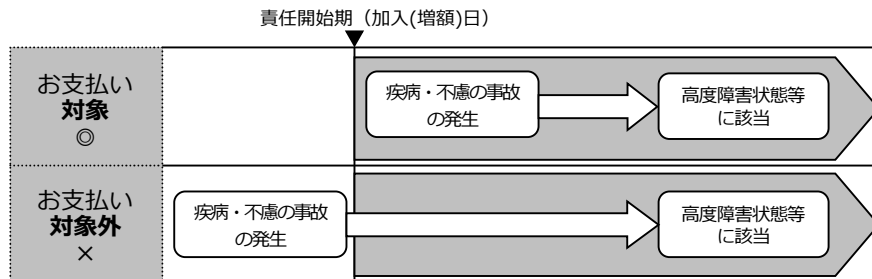 責任開始期（加入(増額)日）
お支払い
対象
◎
疾病・不慮の事故
の発生
高度障害状態等
に該当
お支払い
対象外
×
疾病・不慮の事故
の発生
高度障害状態等
に該当